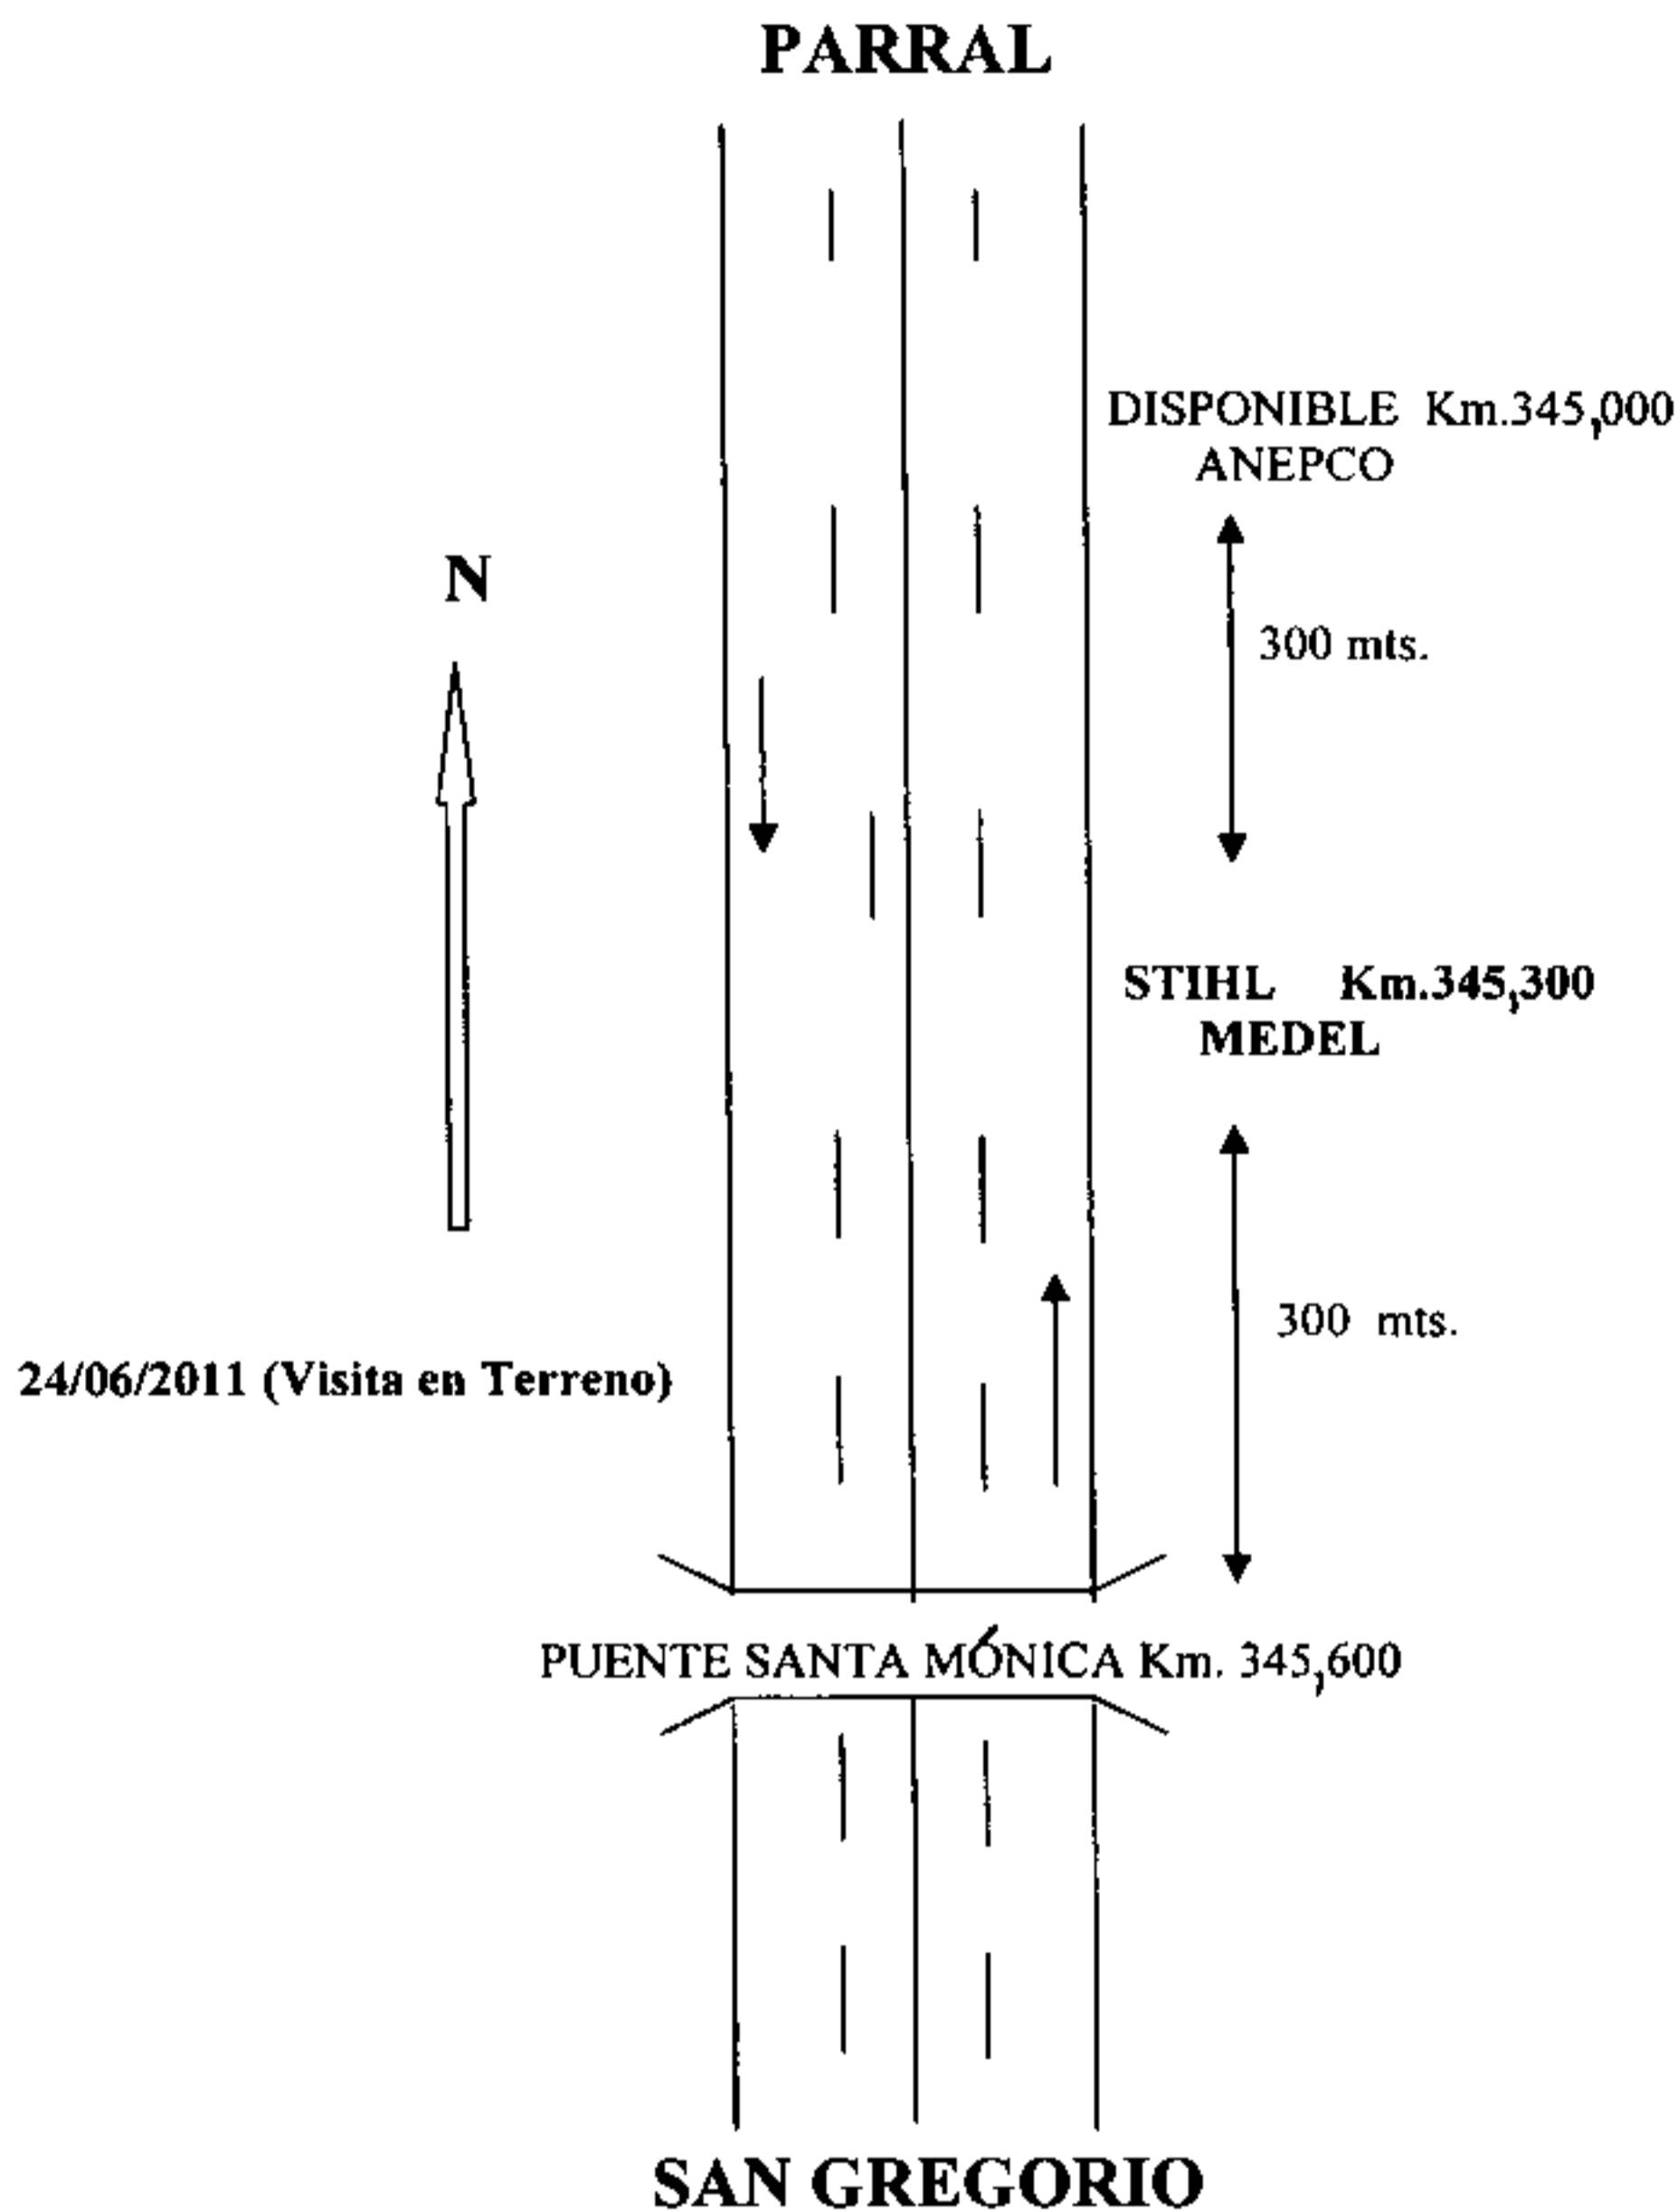 PARRAL
DISPONIBLE Km.345,000
ANEPCO
N
300 mts.
STIHL Km.345,300
MEDEL
300 mts.
24/06/2011 (Visita en Terreno)
PUENTE SANTA MÓNICA Km. 345,600
SAN GREGORIO